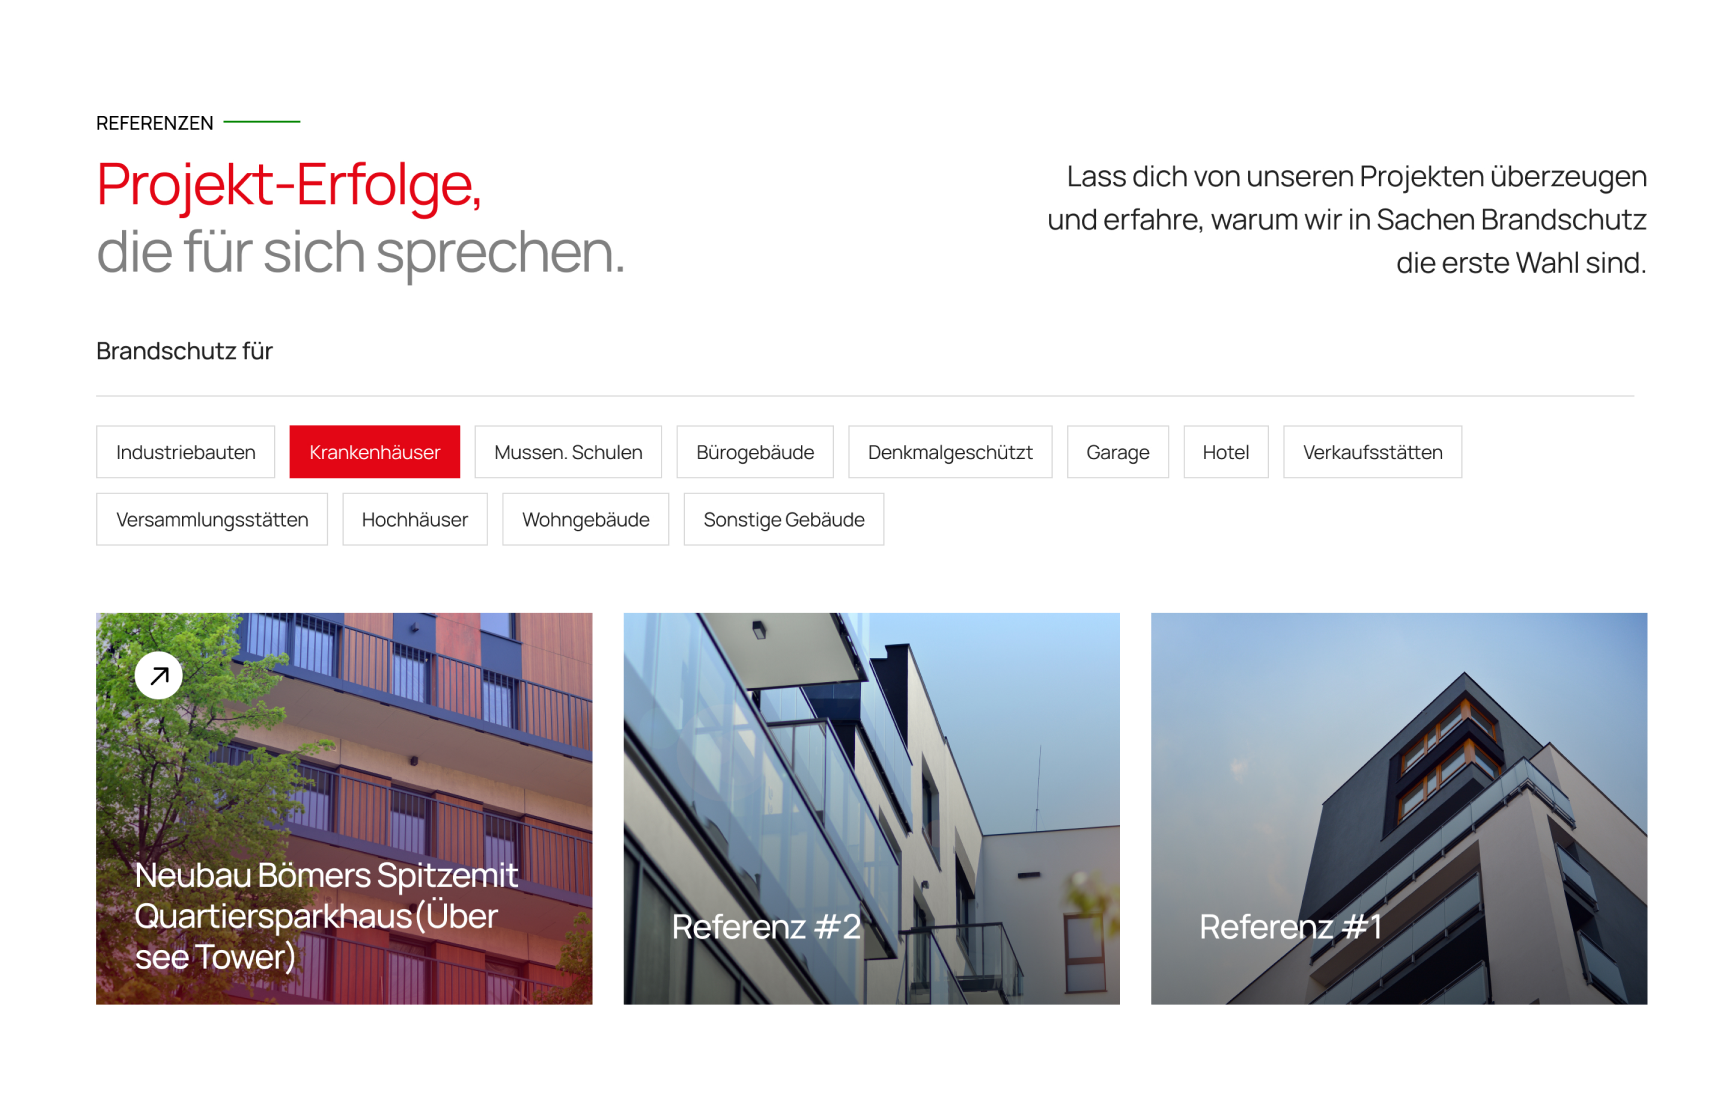 REFERENZEN
Projekt-Erfolge,
die für sich sprechen.
Lass dich von unseren Projekten überzeugen
und erfahre, warum wir in Sachen Brandschutz
die erste Wahl sind.
Brandschutz für
Industriebauten
Krankenhäuser
Mussen. Schulen
Bürogebäude
Denkmalgeschützt
Garage
Hotel
Verkaufsstätten
Versammlungsstätten
Hochhäuser
Wohngebäude
Sonstige Gebäude
Neubau Bömers Spitzemit
Quartiersparkhaus(Über
see Tower)
Referenz #2
Referenz #1